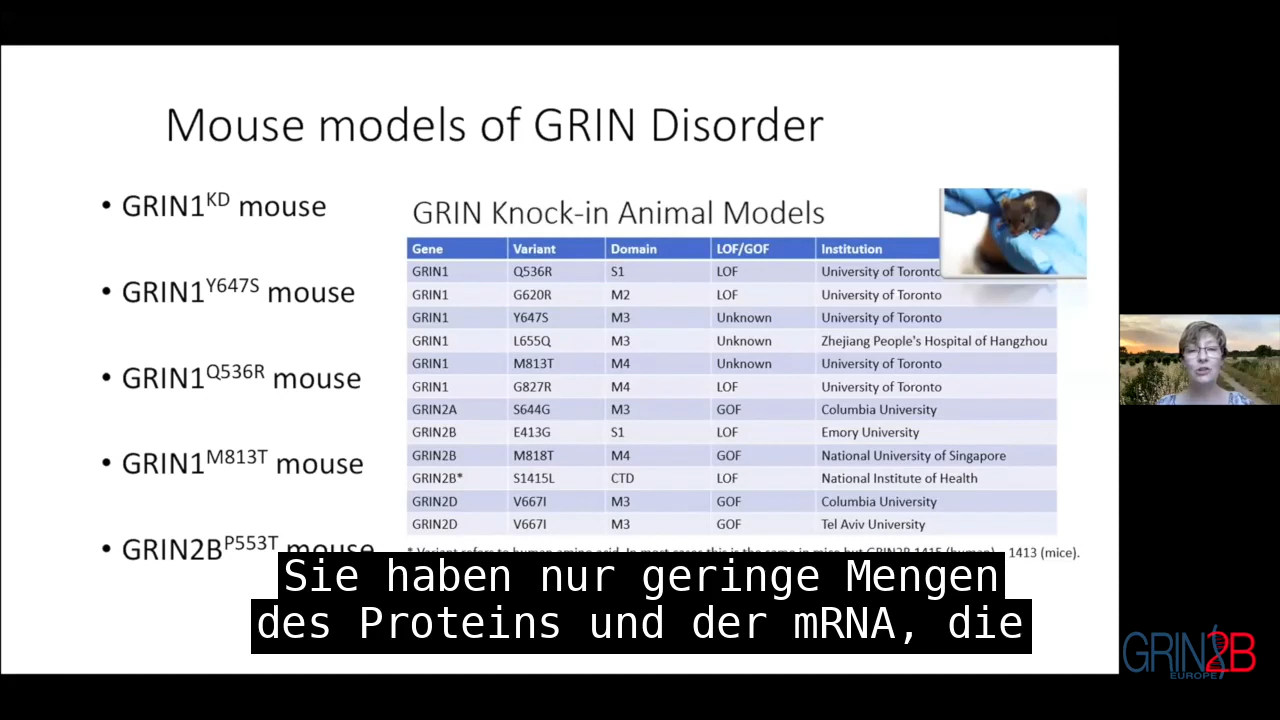 Mouse models of GRIN Disorder
• GRIN1KD mouse
• GRIN1Y647S mouse
• GRIN1Q536R mouse
• GRIN1M813T mouse
• GRIN2BP553T mouse
GRIN Knock-in Animal Models
Gene Variant Domain LOF/GOF Institution
GRIN1 Q536R S1 LOF University of Toronto
GRIN1 G620R M2 LOF University of Toronto
GRIN1 Y647S M3 Unknown University of Toronto
GRIN1 L655Q M3 Unknown Zhejiang People's Hospital of Hangzhou
GRIN1 M813T M4 Unknown University of Toronto
GRIN1 G827R M4 LOF University of Toronto
GRIN2A S644G M3 GOF Columbia University
GRIN2B E413G S1 LOF Emory University
GRIN2B M818T M4 GOF National University of Singapore
GRIN2B* S1415L CTD LOF National Institute of Health
GRIN2D V667I M3 GOF Columbia University
GRIN2D V667I M3 GOF Tel Aviv University
* Variant refers to human amino acid. In most cases this is the same in mice but GRIN2B 1415 (human) 1413 (mice).
Sie haben nur geringe Mengen
des Proteins und der mRNA, die
GRIN2B
EUROPE